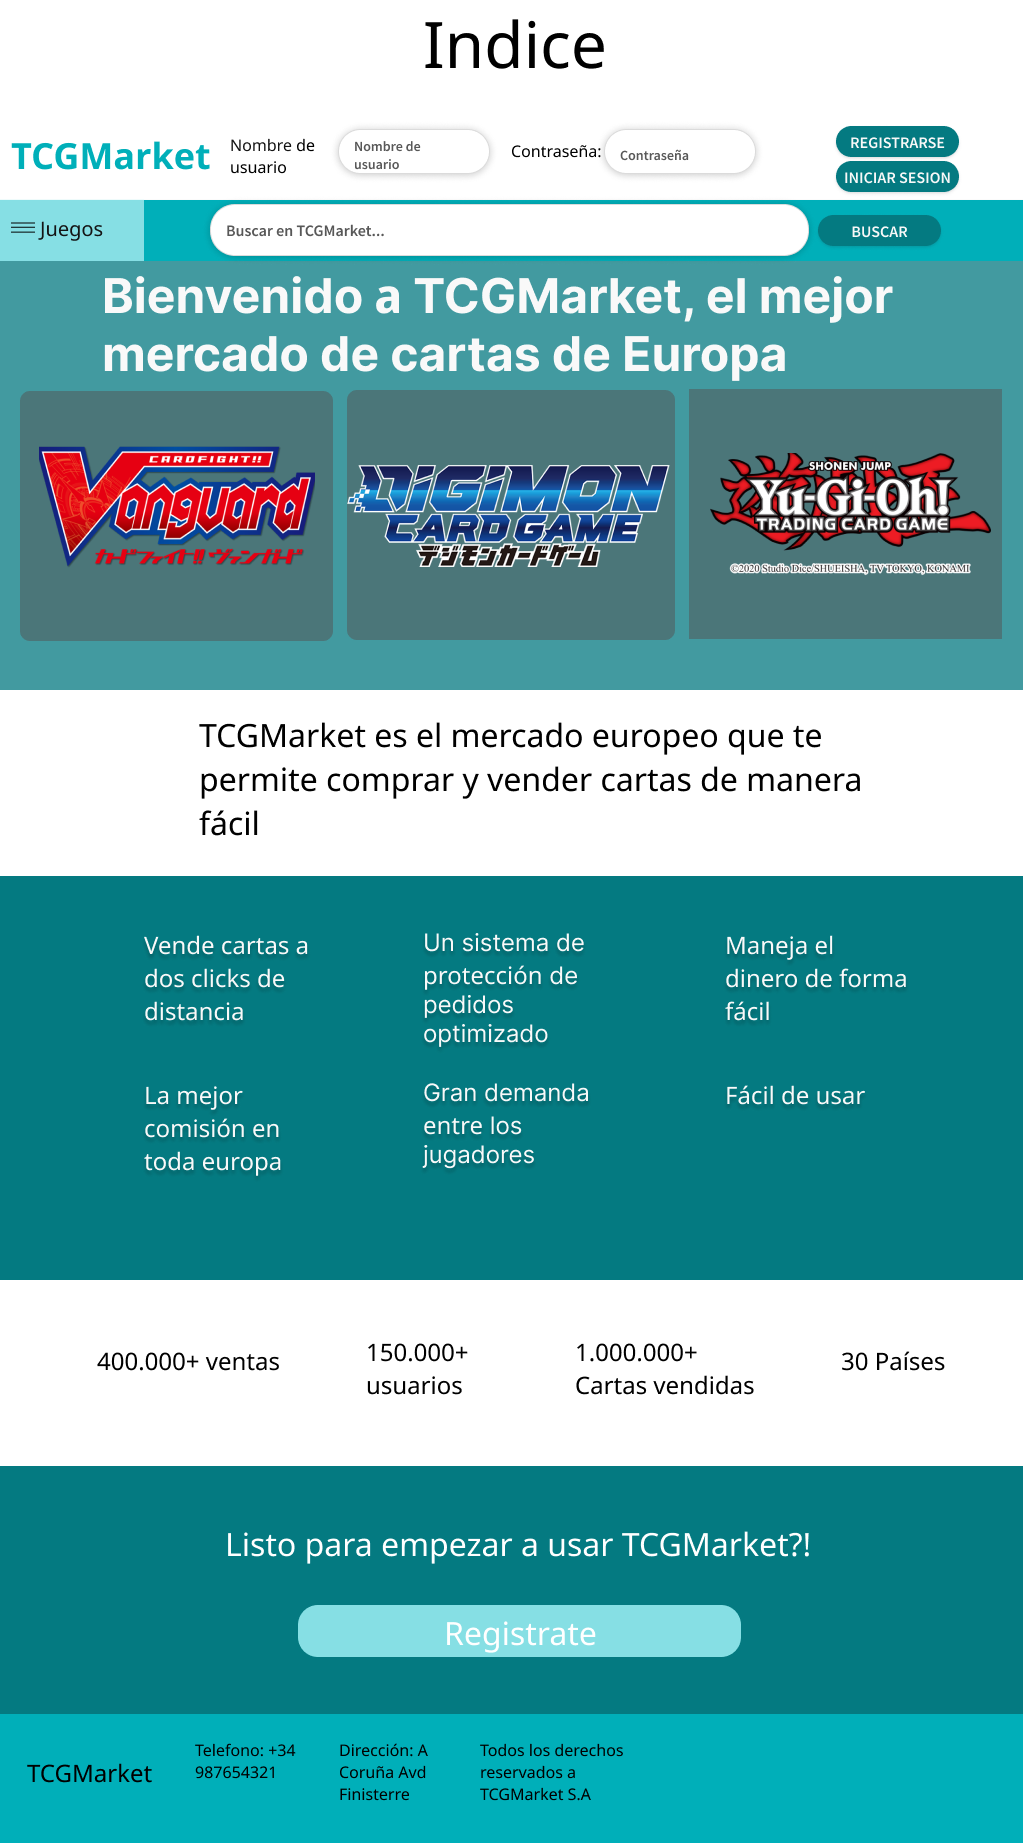 Indice
TCGMarket
Nombre de
usuario
Nombre de
usuario
Contraseña:
Contraseña
REGISTRARSE
INICIAR SESION
Juegos
Buscar en TCGMarket...
BUSCAR
Bienvenido a TCGMarket, el mejor
mercado de cartas de Europa
CARDFIGHT!!
Vanguard
カードファイト!! ヴァンガード
DIGIMON
CARD GAME
デジモンカードゲーム
遊戯王
SHONEN JUMP
Yu-Gi-Oh!
TRADING CARD GAME
©2020 Studio Dice/SHUEISHA, TV TOKYO, KONAMI
TCGMarket es el mercado europeo que te
permite comprar y vender cartas de manera
fácil
Vende cartas a
dos clicks de
distancia
Un sistema de
protección de
pedidos
optimizado
Maneja el
dinero de forma
fácil
La mejor
comisión en
toda europa
Gran demanda
entre los
jugadores
Fácil de usar
400.000+ ventas
150.000+
usuarios
1.000.000+
Cartas vendidas
30 Países
Listo para empezar a usar TCGMarket?!
Registrate
TCGMarket
Telefono: +34
987654321
Dirección: A
Coruña Avd
Finisterre
Todos los derechos
reservados a
TCGMarket S.A